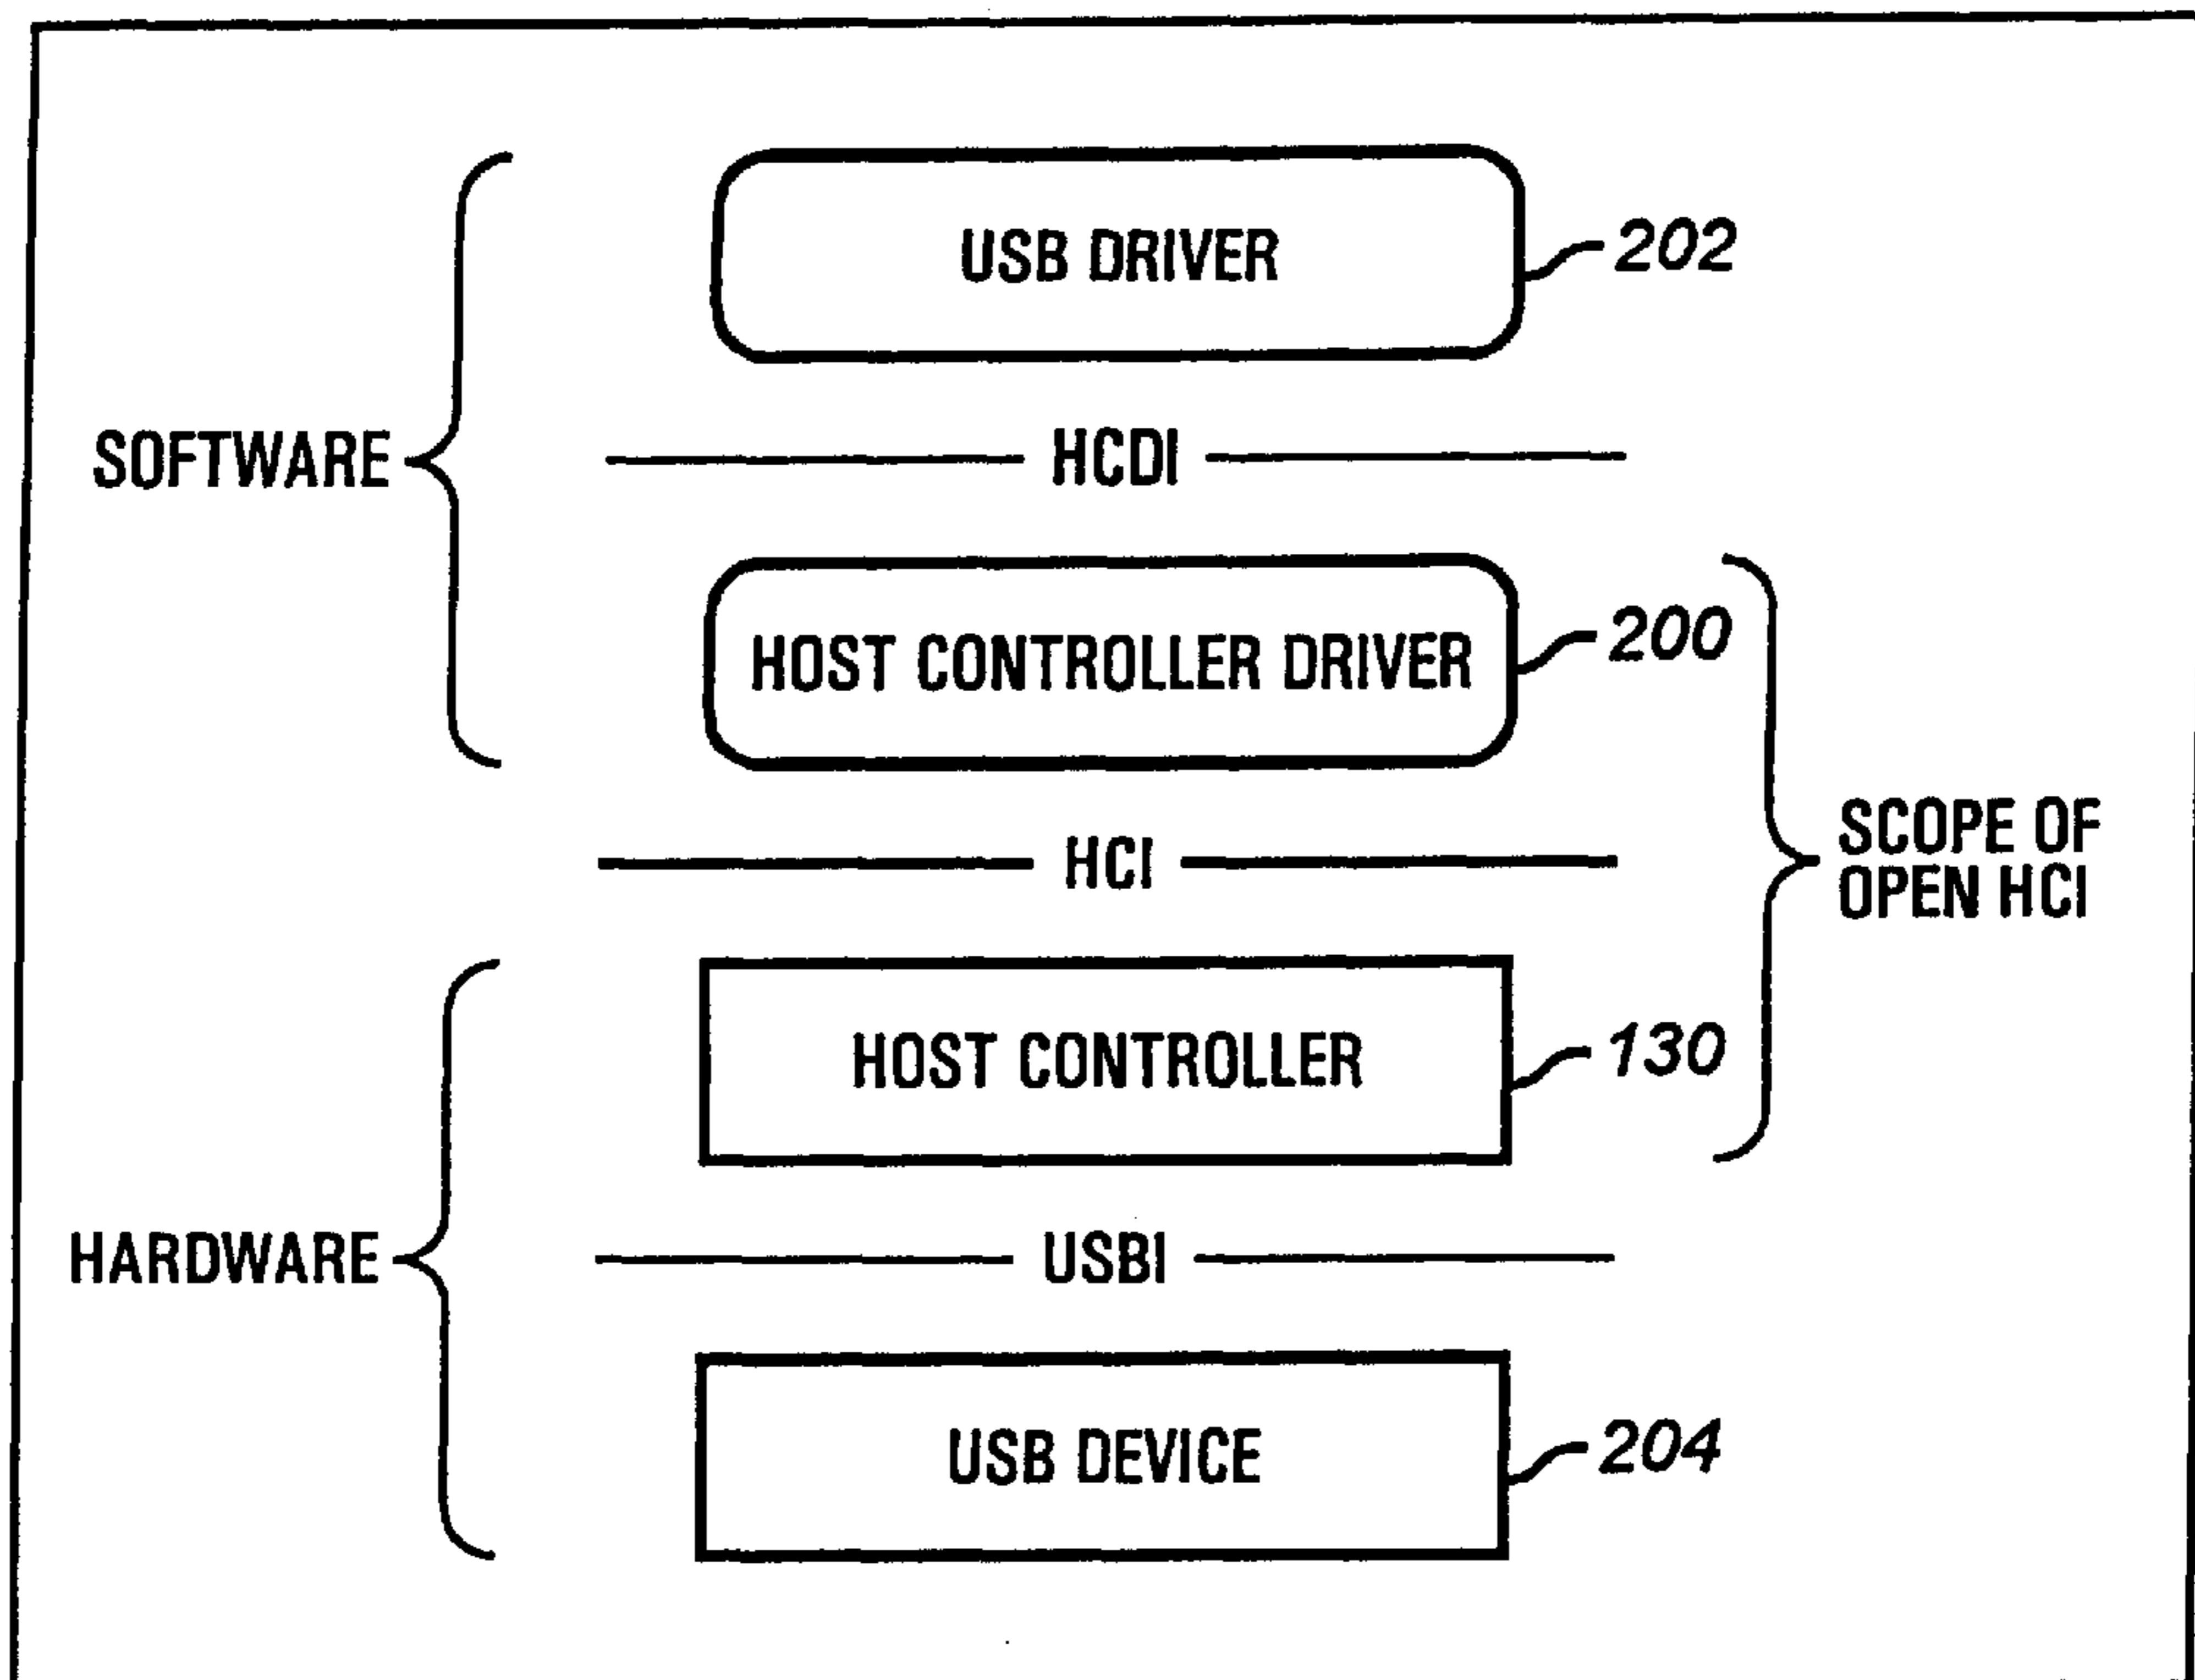 USB DRIVER
202
SOFTWARE
HCDI
HOST CONTROLLER DRIVER
200
HCI
SCOPE OF
OPEN HCI
HOST CONTROLLER
130
HARDWARE
USBI
USB DEVICE
204